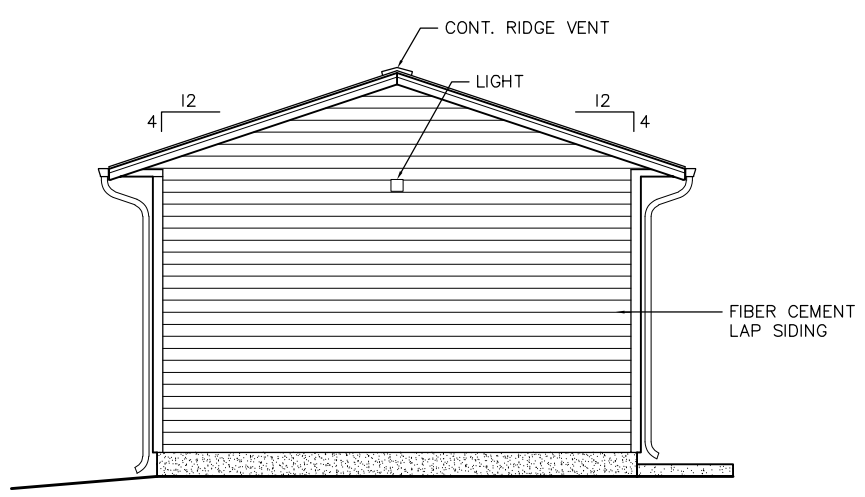 CONT. RIDGE VENT
LIGHT
12
4
12
4
FIBER CEMENT
LAP SIDING